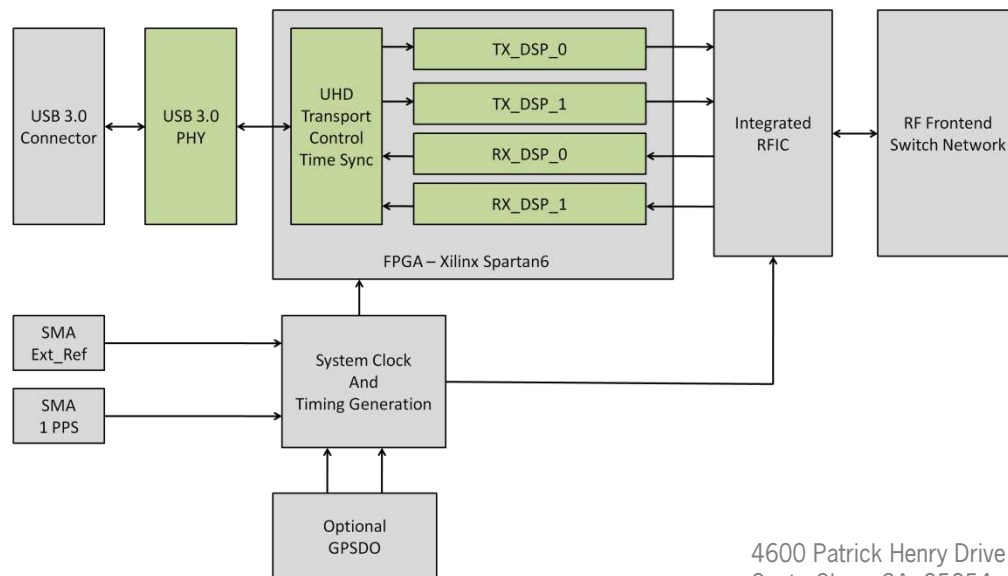 USB 3.0
Connector
USB 3.0
PHY
UHD
Transport
Control
Time Sync
TX_DSP_0
TX_DSP_1
RX_DSP_0
RX_DSP_1
FPGA – Xilinx Spartan6
Integrated
RFIC
RF Frontend
Switch Network
SMA
Ext_Ref
SMA
1 PPS
System Clock
And
Timing Generation
Optional
GPSDO
4600 Patrick Henry Drive